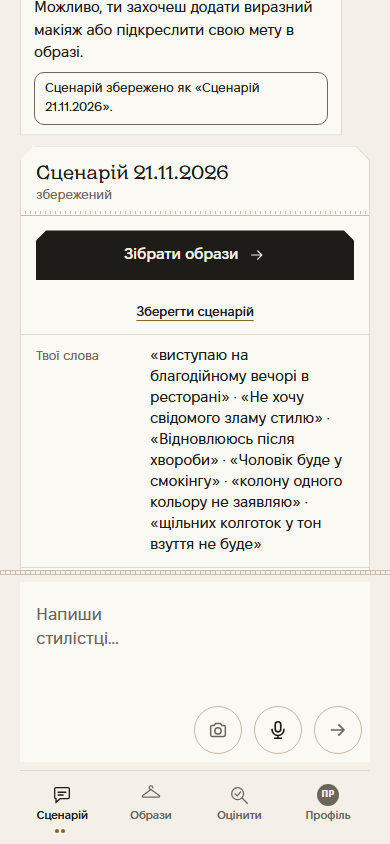 Можливо, ти захочеш додати виразний
макіяж або підкреслити свою мету в
образі.
Сценарій збережено як «Сценарій
21.11.2026».
Сценарій 21.11.2026
збережений
Зібрати образи →
Зберегти сценарій
Твої слова
«виступаю на
благодійному вечорі в
ресторані» · «Не хочу
свідомого зламу стилю» ·
«Відновлююсь після
хвороби» · «Чоловік буде у
смокінгу» · «колону одного
кольору не заявляю» ·
«щільних колготок у тон
взуття не буде»
Напиши
стилістці...
Сценарій
Образи
Оцінити
ПР
Профіль